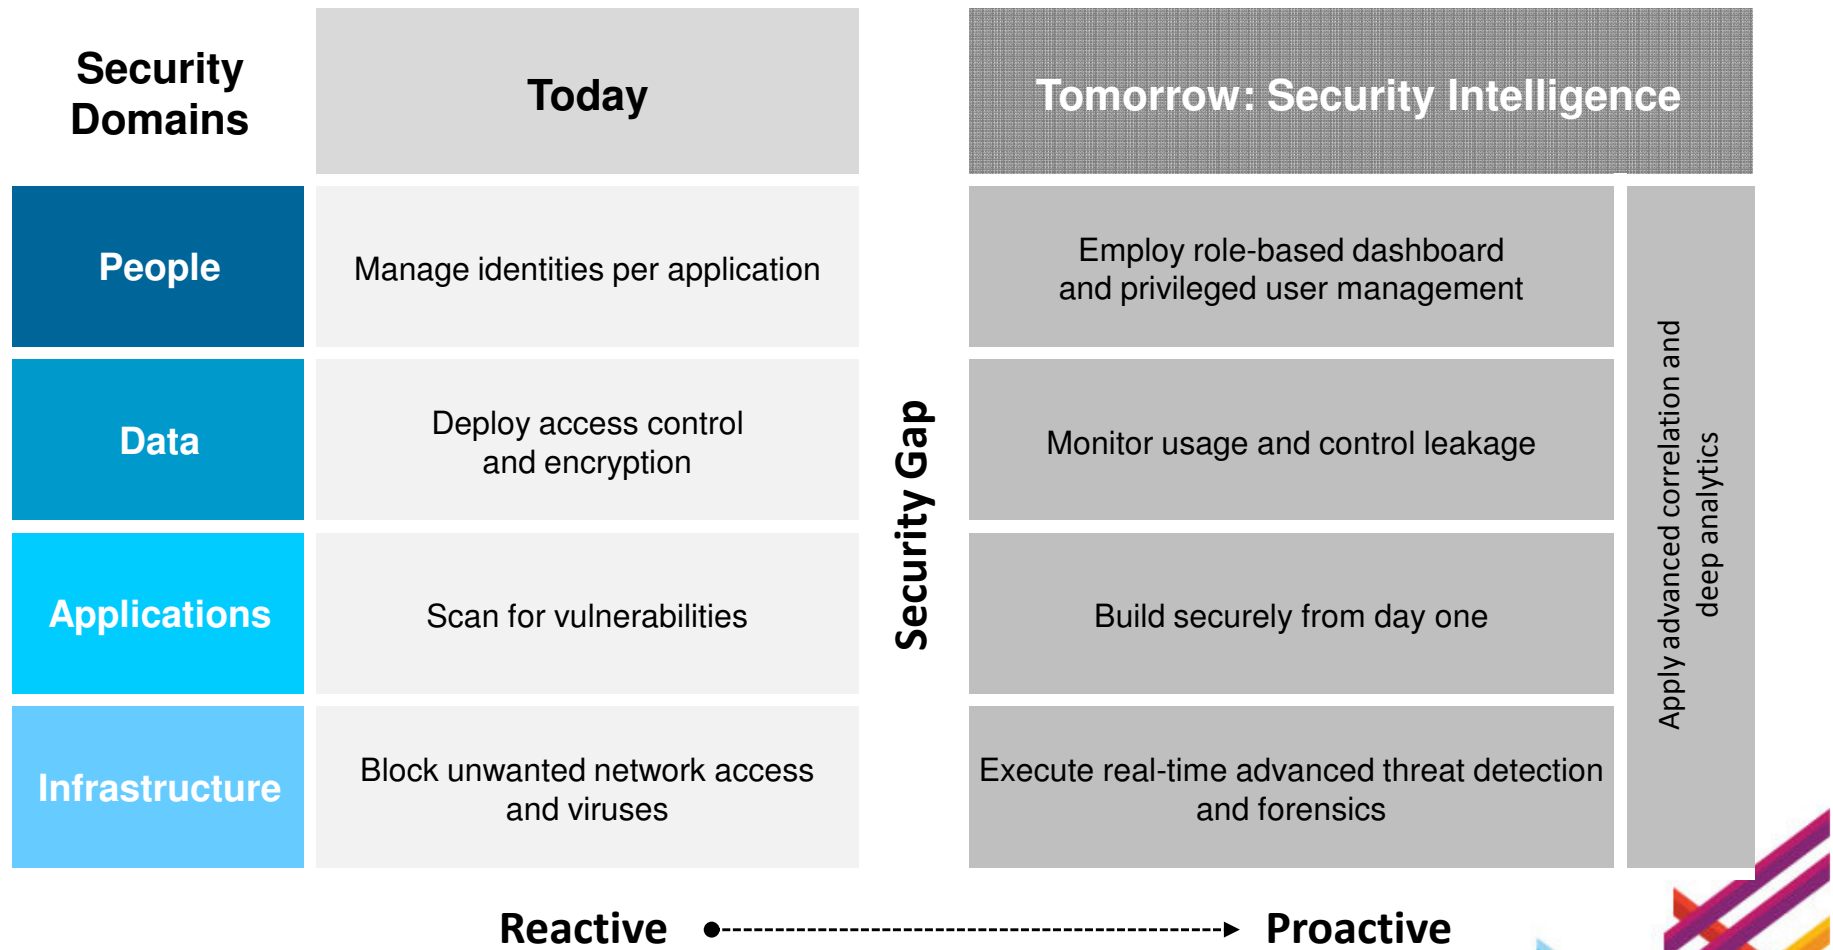 Security
Domains
Today
Tomorrow: Security Intelligence
People
Manage identities per application
Employ role-based dashboard
and privileged user management
Data
Deploy access control
and encryption
Monitor usage and control leakage
Applications
Scan for vulnerabilities
Build securely from day one
Infrastructure
Block unwanted network access
and viruses
Execute real-time advanced threat detection
and forensics
Security Gap
Apply advanced correlation and
deep analytics
Reactive
Proactive